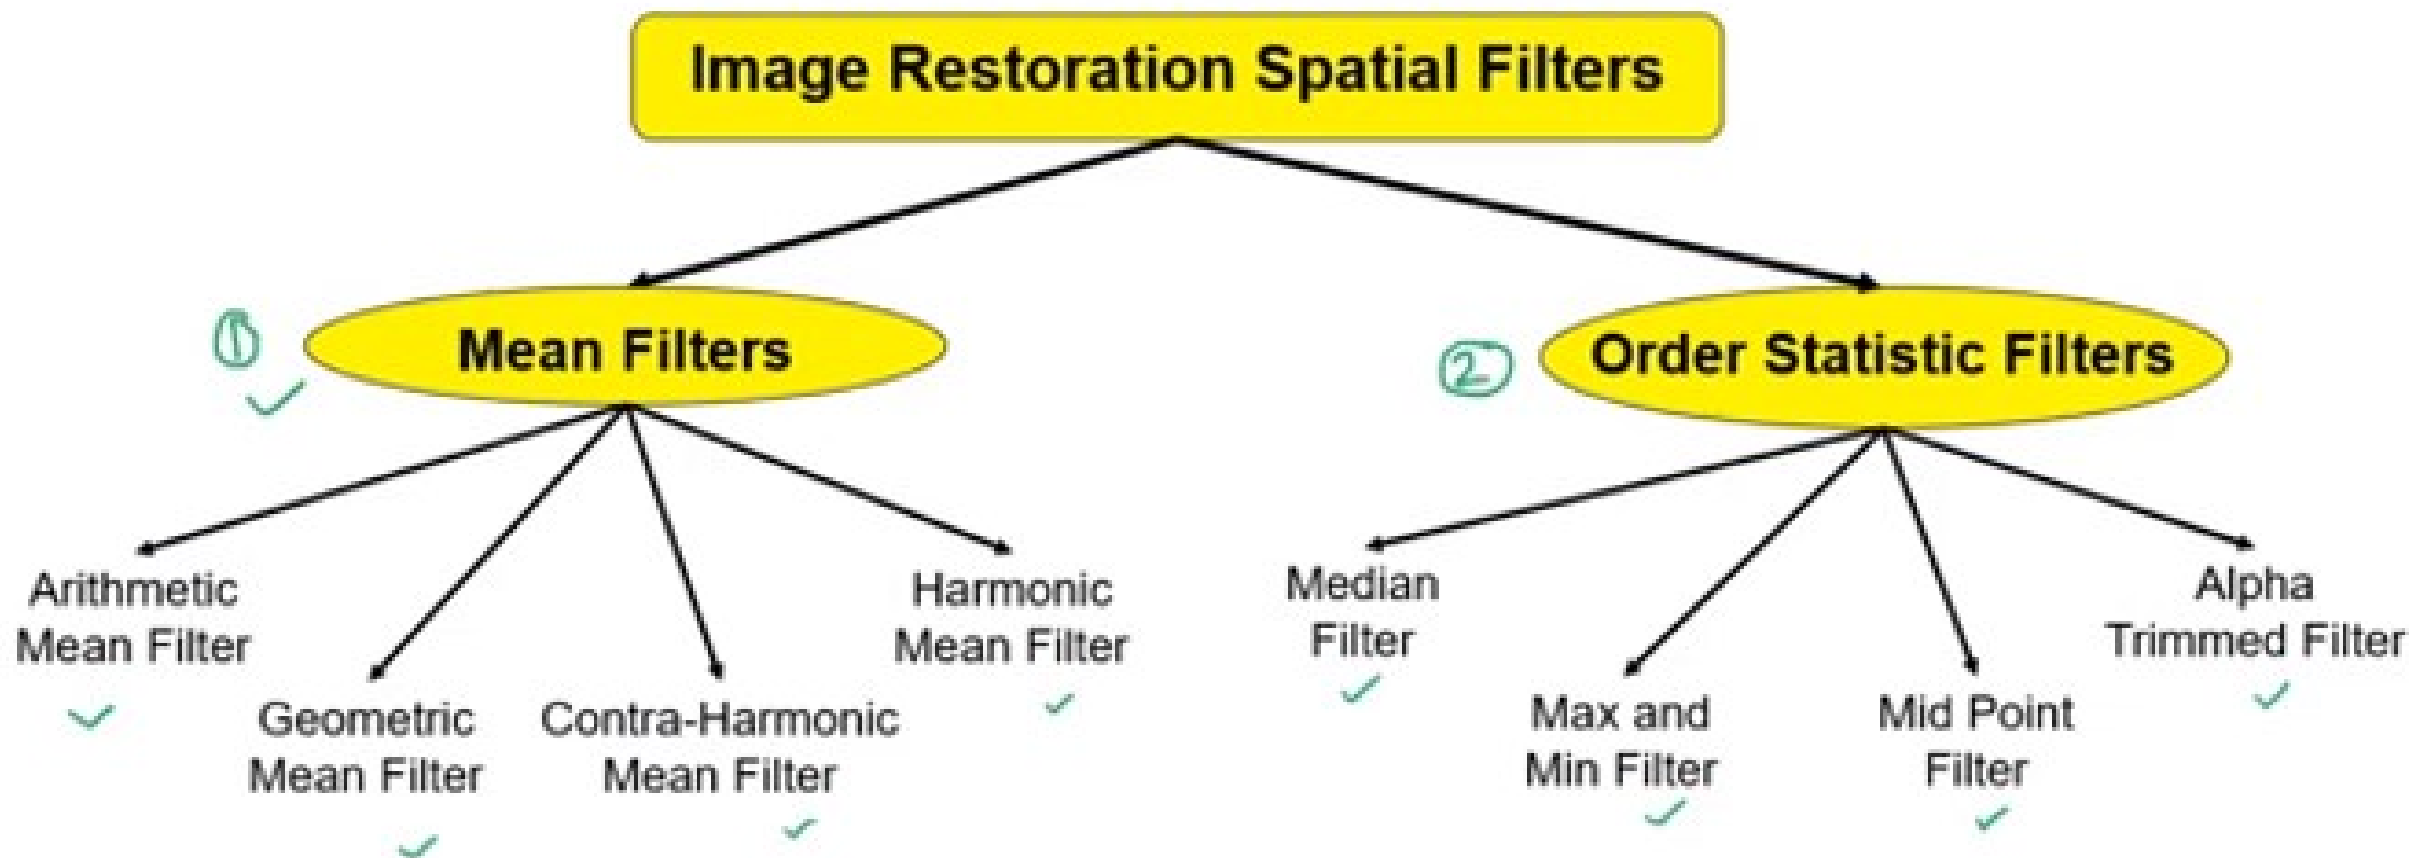 Image Restoration Spatial Filters
1
Mean Filters
2
Order Statistic Filters
Arithmetic
Mean Filter
Geometric
Mean Filter
Contra-Harmonic
Mean Filter
Harmonic
Mean Filter
Median
Filter
Max and
Min Filter
Mid Point
Filter
Alpha
Trimmed Filter